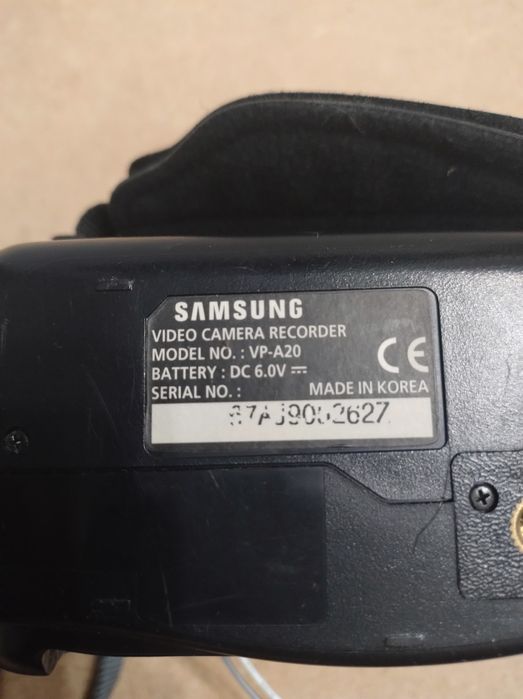 SAMSUNG
VIDEO CAMERA RECORDER
MODEL NO. : VP-A20
BATTERY : DC 6.0V ⎓
CE
SERIAL NO. :
MADE IN KOREA